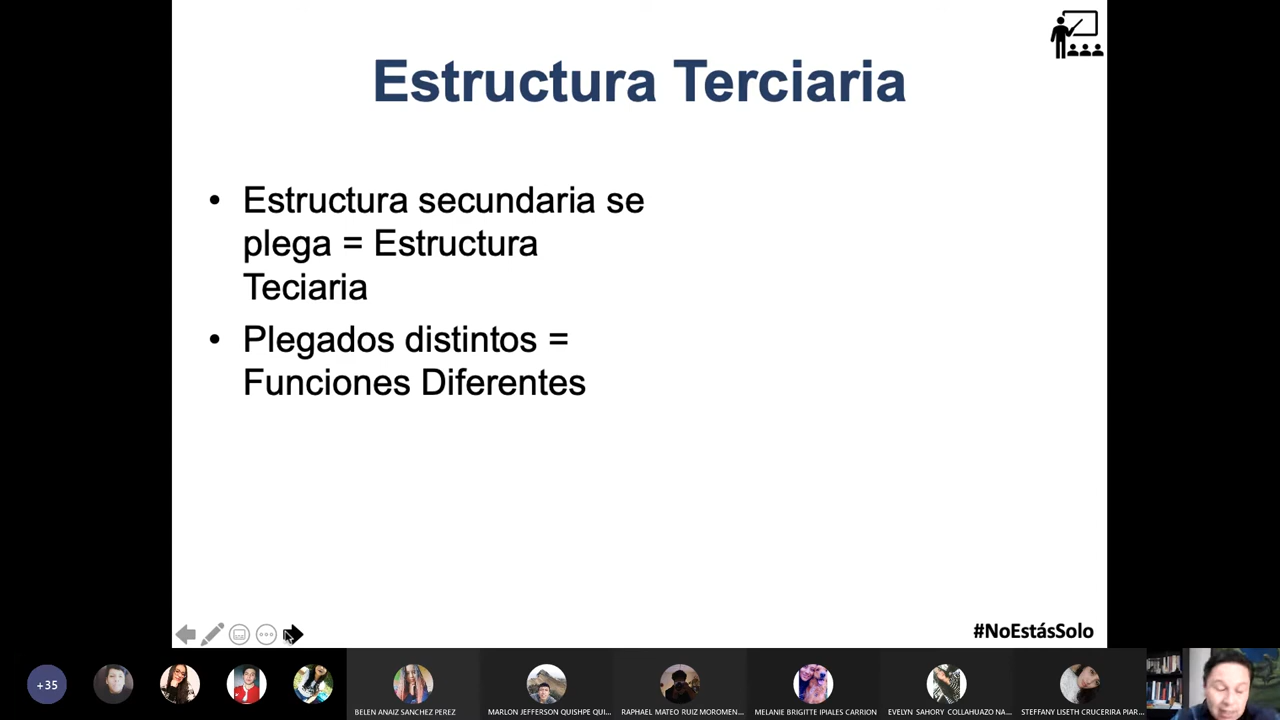 Estructura Terciaria
• Estructura secundaria se
plega = Estructura
Teciaria
• Plegados distintos =
Funciones Diferentes
#NoEstásSolo
+35
BELEN ANAIZ SANCHEZ PEREZ
MARLON JEFFERSON QUISHPE QUI...
RAPHAEL MATEO RUIZ MOROMEN...
MELANIE BRIGITTE IPIALES CARRION
EVELYN SAHORY COLLAHUAZO NA...
STEFFANY LISETH CRUCERIRA PIAR...